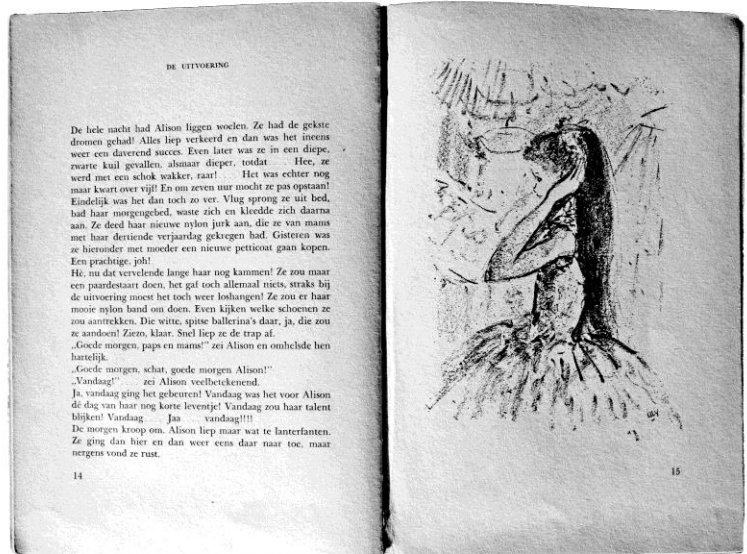 DE UITVOERING
De hele nacht had Alison liggen woelen. Ze had de gekste
dromen gehad! Alles liep verkeerd en dan was het ineens
weer een daverend succes. Even later was ze in een diepe,
zwarte kuil gevallen, alsmaar dieper, totdat .... Hee, ze
werd met een schok wakker, raar! .... Het was echter nog
maar kwart over vijf! En om zeven uur mocht ze pas opstaan!
Eindelijk was het dan toch zo ver. Vlug sprong ze uit bed,
bad haar morgengebed, waste zich en kleedde zich daarna
aan. Ze deed haar nieuwe nylon jurk aan, die ze van mams
met haar dertiende verjaardag gekregen had. Gisteren was
ze hieronder met moeder een nieuwe petticoat gaan kopen.
Een prachtige, joh!
Hè, nu dat vervelende lange haar nog kammen! Ze zou maar
een paardestaart doen, het gaf toch allemaal niets, straks bij
de uitvoering moest het toch weer loshangen! Ze zou er haar
mooie nylon band om doen. Even kijken welke schoenen ze
zou aantrekken. Die witte, spitse ballerina's daar, ja, die zou
ze aandoen! Ziezo, klaar. Snel liep ze de trap af.
„Goede morgen, paps en mams!" zei Alison en omhelsde hen
hartelijk.
„Goede morgen, schat, goede morgen Alison!"
„Vandaag!" .... zei Alison veelbetekenend.
Ja, vandaag ging het gebeuren! Vandaag was het voor Alison
dé dag van haar nog korte leventje! Vandaag zou haar talent
blijken! Vandaag .... Jaa .... vandaag!!!!
De morgen kroop om. Alison liep maar wat te lanterfanten.
Ze ging dan hier en dan weer eens daar naar toe, maar
nergens vond ze rust.
14
15